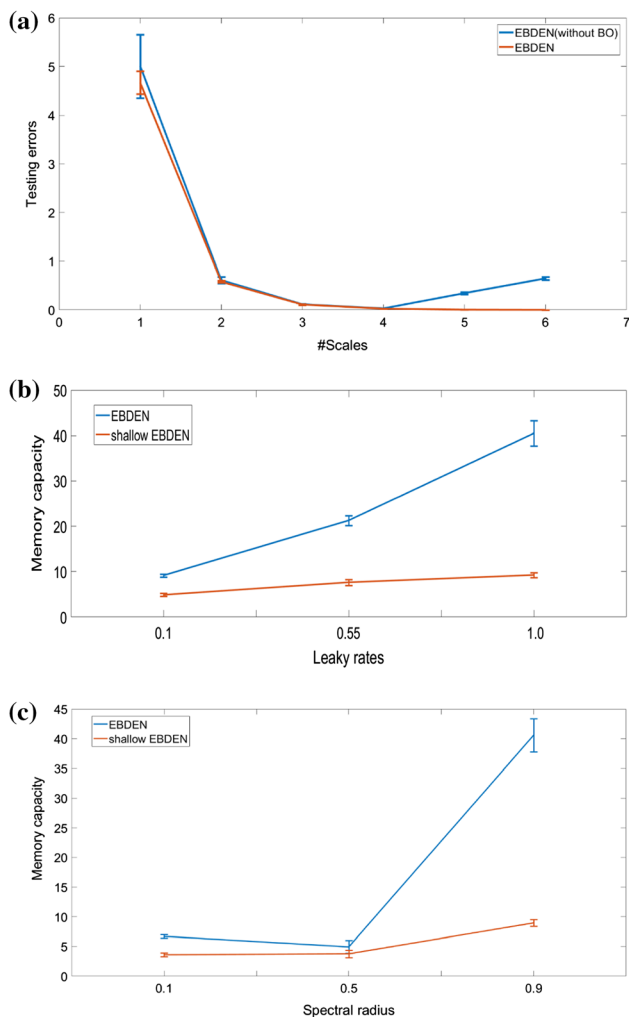 (a)
EBDEN(without BO)
EBDEN
6
5
4
3
2
1
0
Testing errors
0 1 2 3 4 5 6 7
#Scales
(b)
EBDEN
shallow EBDEN
50
40
30
20
10
0
Memory capacity
0.1 0.55 1.0
Leaky rates
(c)
EBDEN
shallow EBDEN
45
40
35
30
25
20
15
10
5
0
Memory capacity
0.1 0.5 0.9
Spectral radius